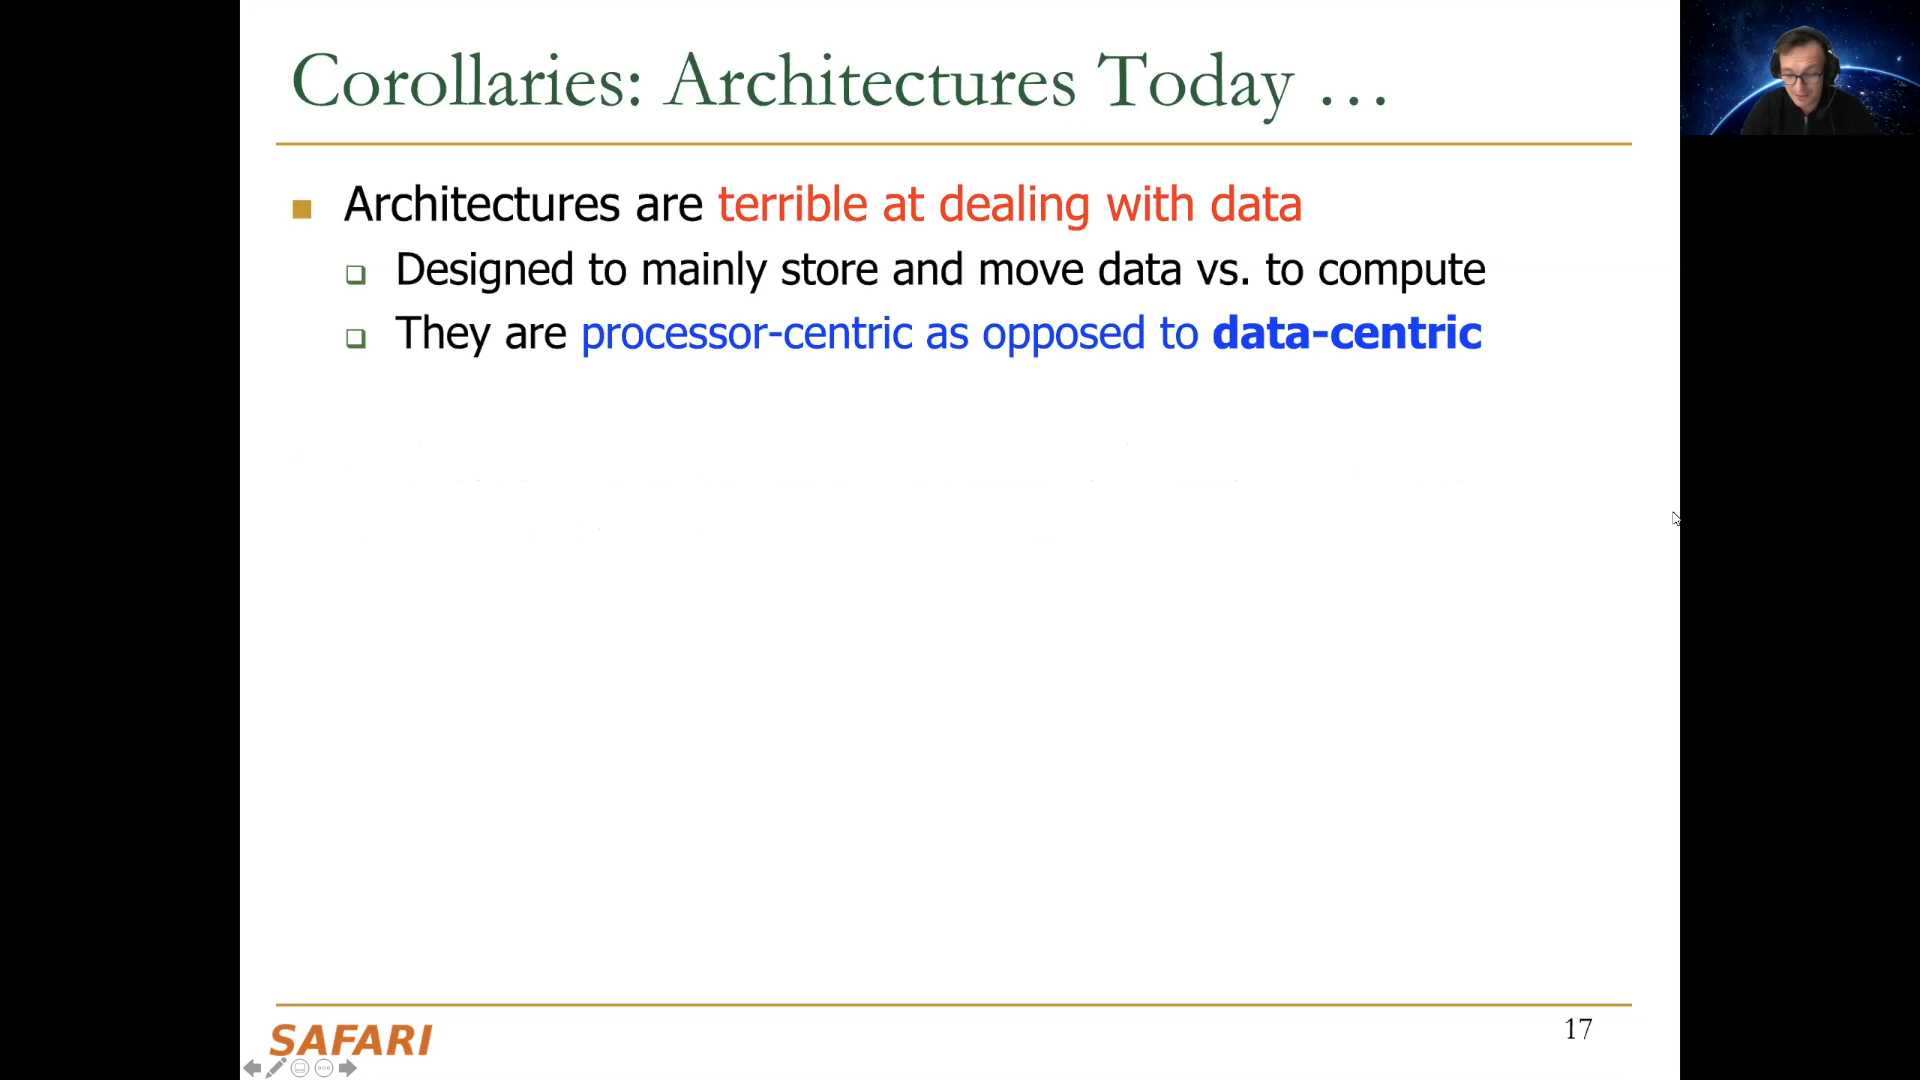 Corollaries: Architectures Today …
Architectures are terrible at dealing with data
Designed to mainly store and move data vs. to compute
They are processor-centric as opposed to data-centric
SAFARI
17